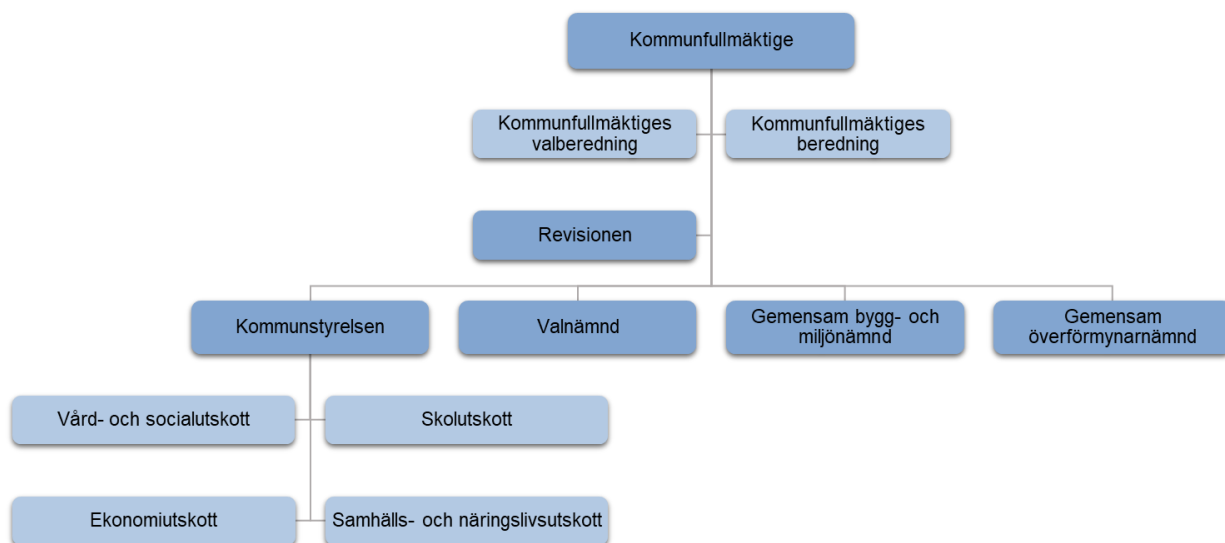 Kommunfullmäktige
Kommunfullmäktiges
valberedning
Kommunfullmäktiges
beredning
Revisionen
Kommunstyrelsen
Valnämnd
Gemensam bygg- och
miljönämnd
Gemensam
överförmynarnämnd
Vård- och socialutskott
Skolutskott
Ekonomiutskott
Samhälls- och näringslivsutskott